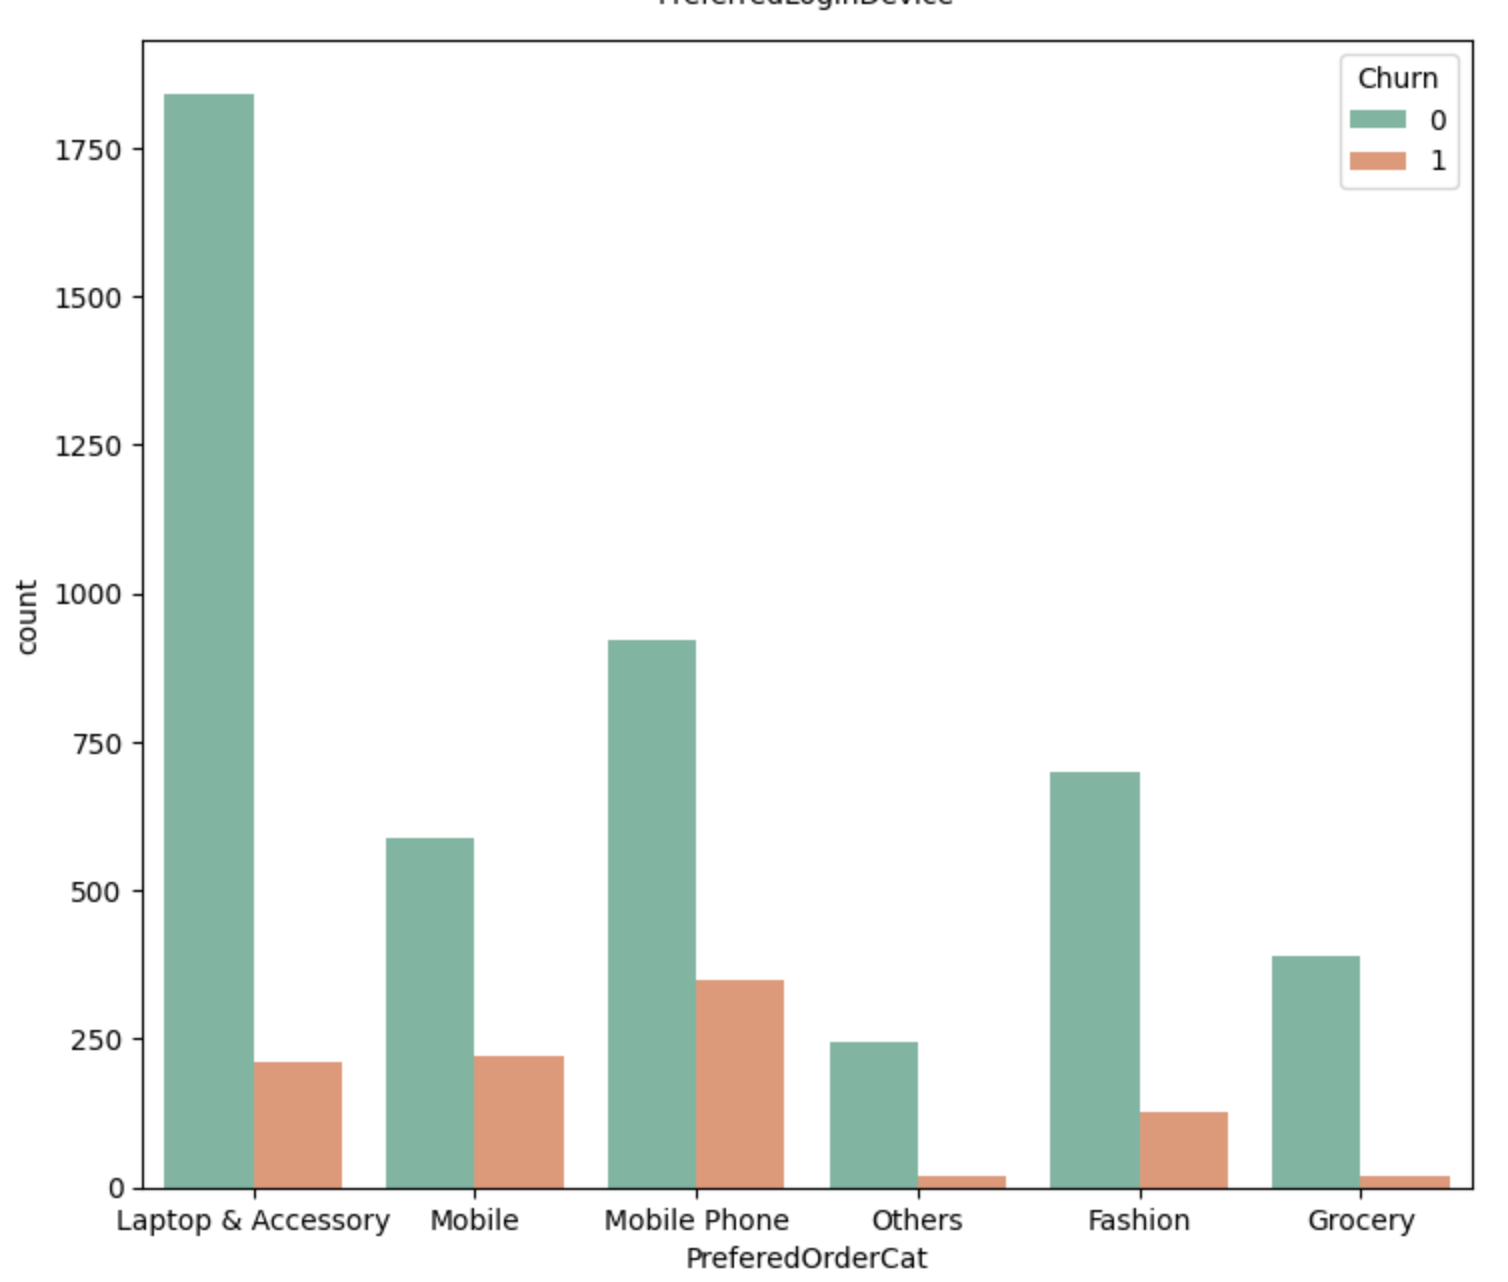 PreferredLoginDevice
Churn
0
1
1750
1500
1250
1000
750
500
250
0
count
Laptop & Accessory Mobile Mobile Phone Others Fashion Grocery
PreferedOrderCat